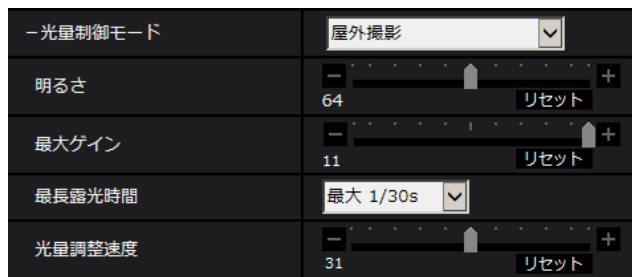 －光量制御モード 屋外撮影
明るさ － ＋
64 リセット
最大ゲイン － ＋
11 リセット
最長露光時間 最大 1/30s
光量調整速度 － ＋
31 リセット